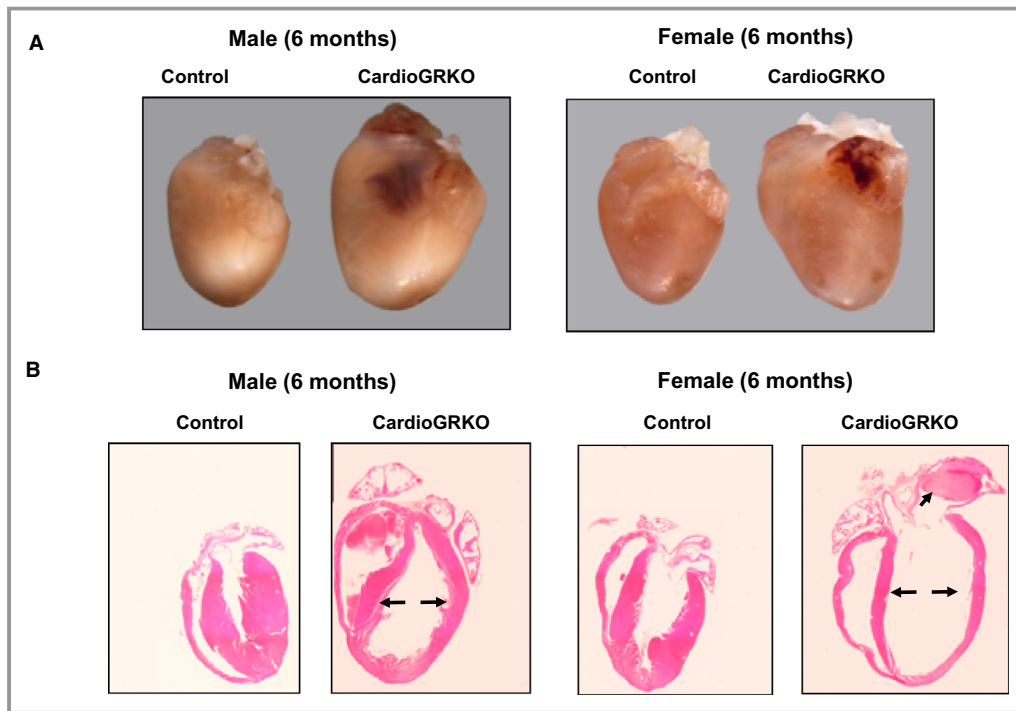 A
Male (6 months)
Female (6 months)
Control
CardioGRKO
Control
CardioGRKO
B
Male (6 months)
Female (6 months)
Control
CardioGRKO
Control
CardioGRKO